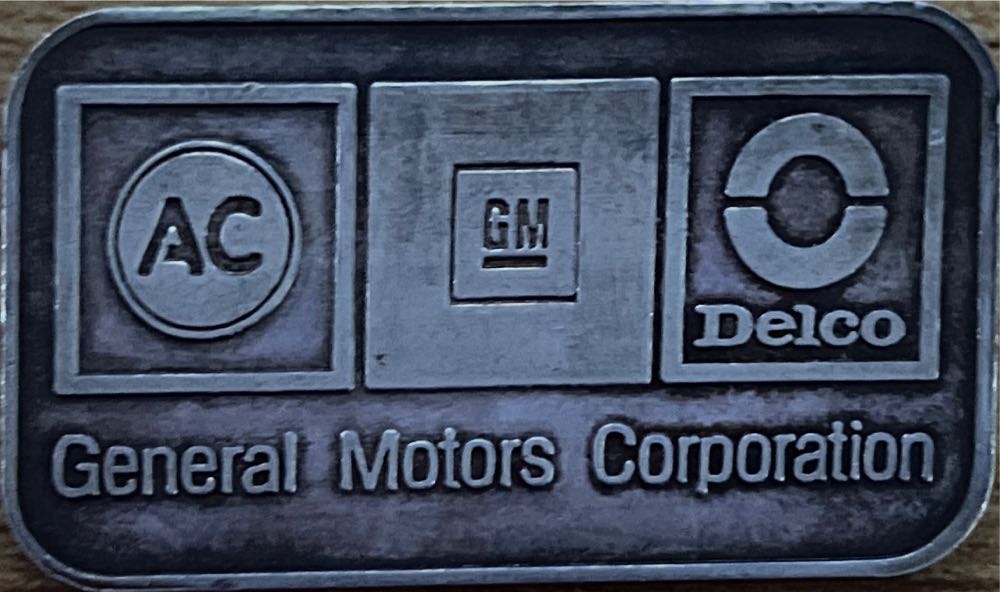 AC
GM
Delco
General Motors Corporation